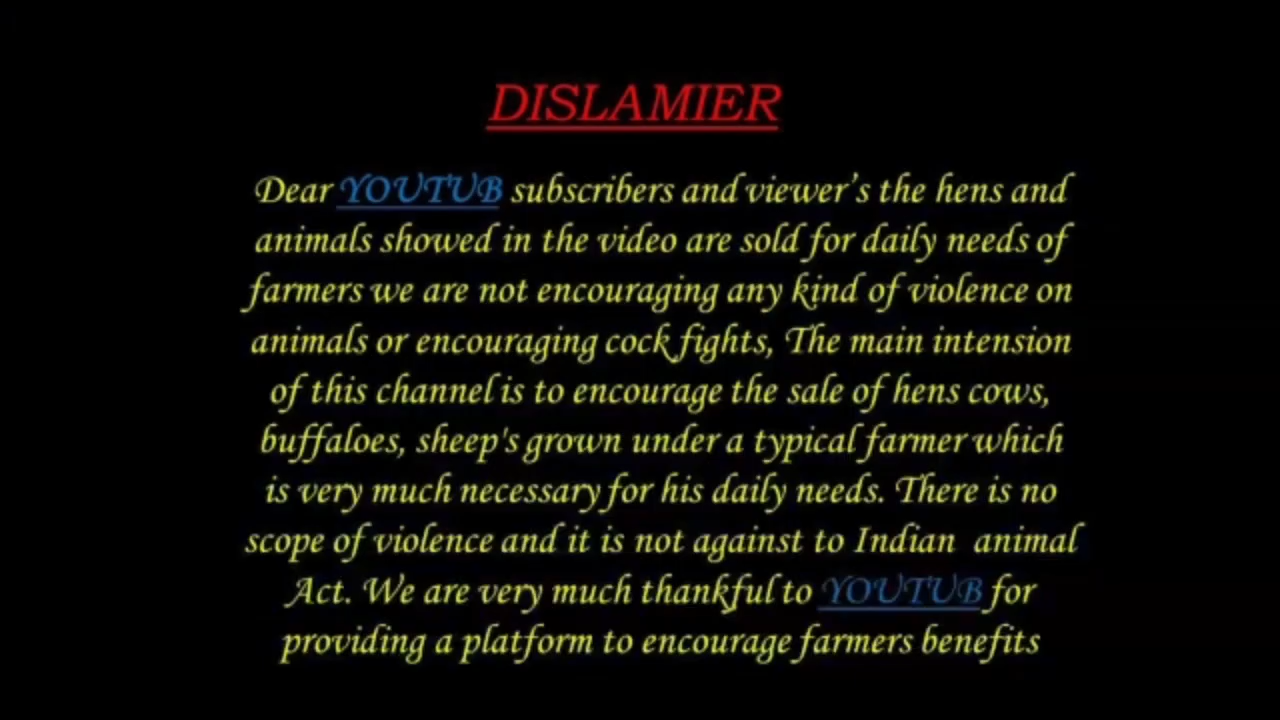 DISLAMIER
Dear YOUTUB subscribers and viewer's the hens and
animals showed in the video are sold for daily needs of
farmers we are not encouraging any kind of violence on
animals or encouraging cock fights, The main intension
of this channel is to encourage the sale of hens cows,
buffaloes, sheep's grown under a typical farmer which
is very much necessary for his daily needs. There is no
scope of violence and it is not against to Indian animal
Act. We are very much thankful to YOUTUB for
providing a platform to encourage farmers benefits